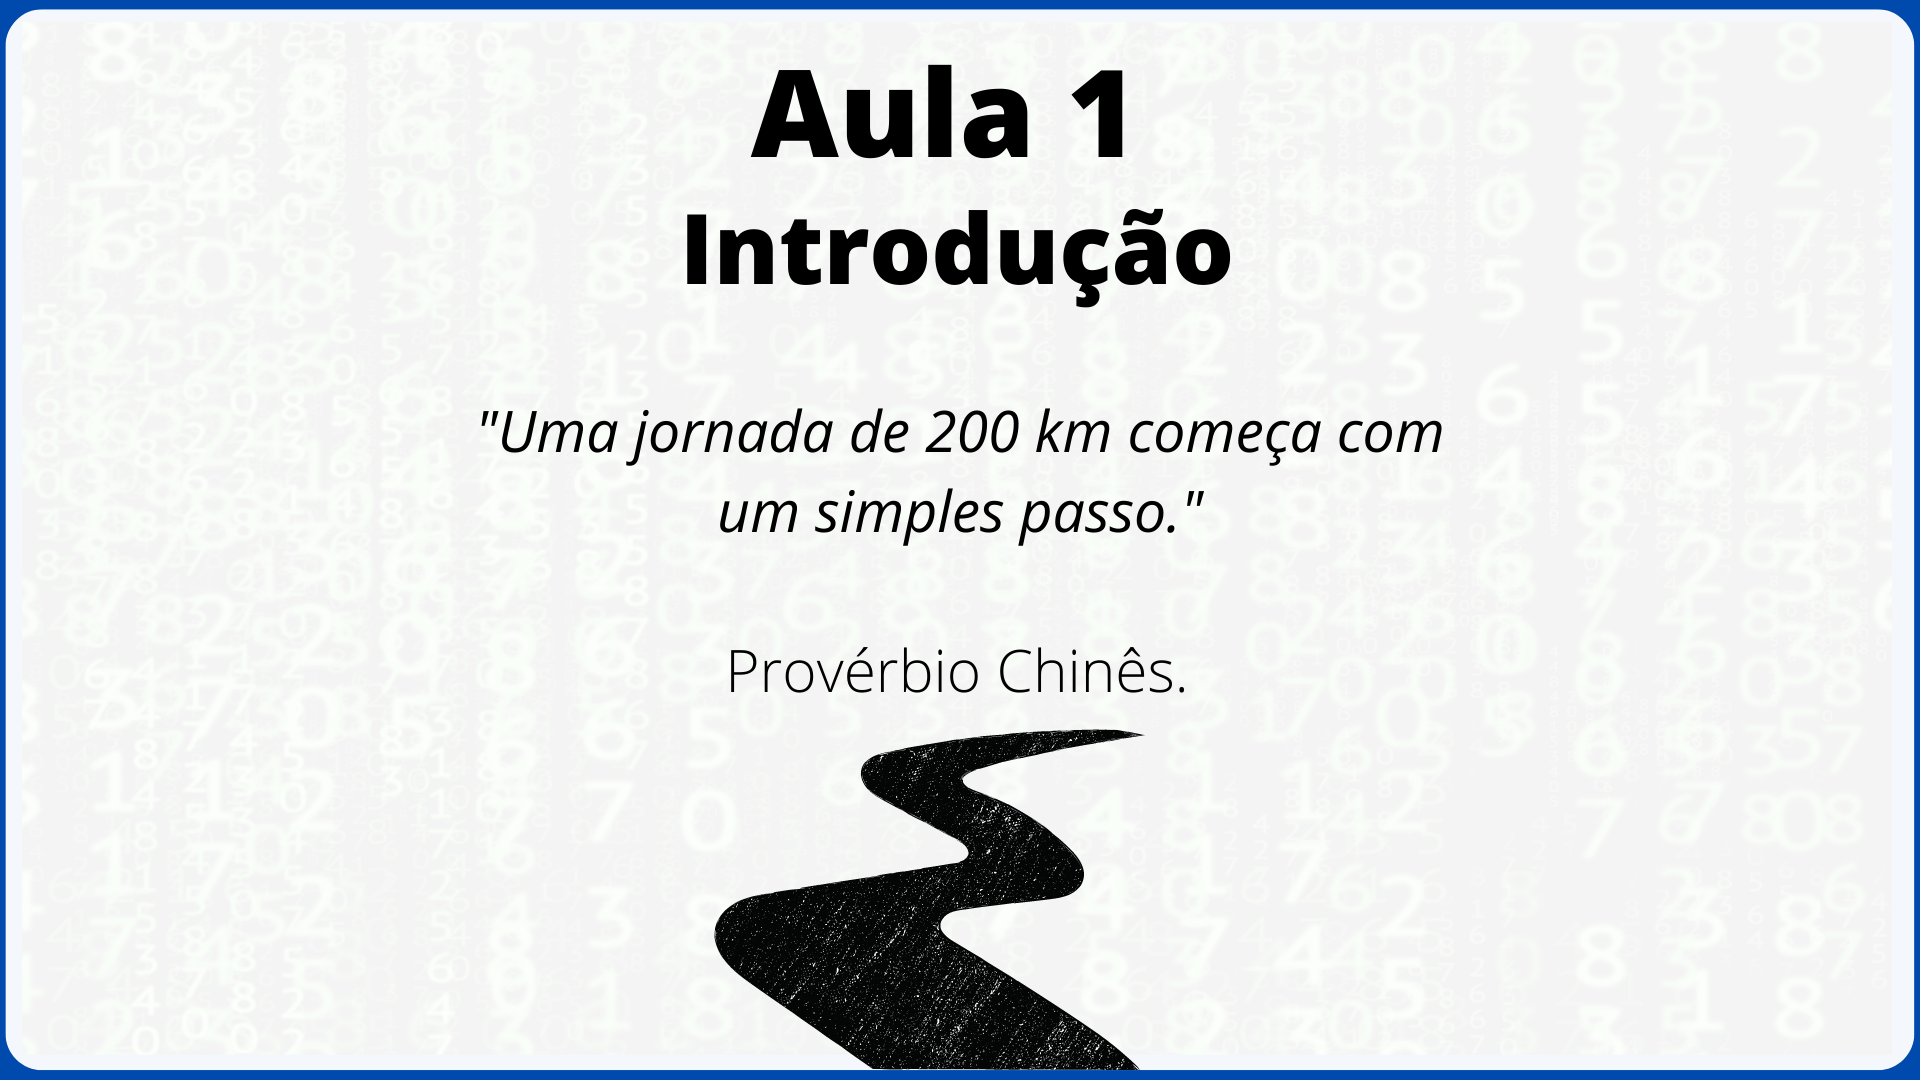 Aula 1
Introdução
"Uma jornada de 200 km começa com
um simples passo."
Provérbio Chinês.